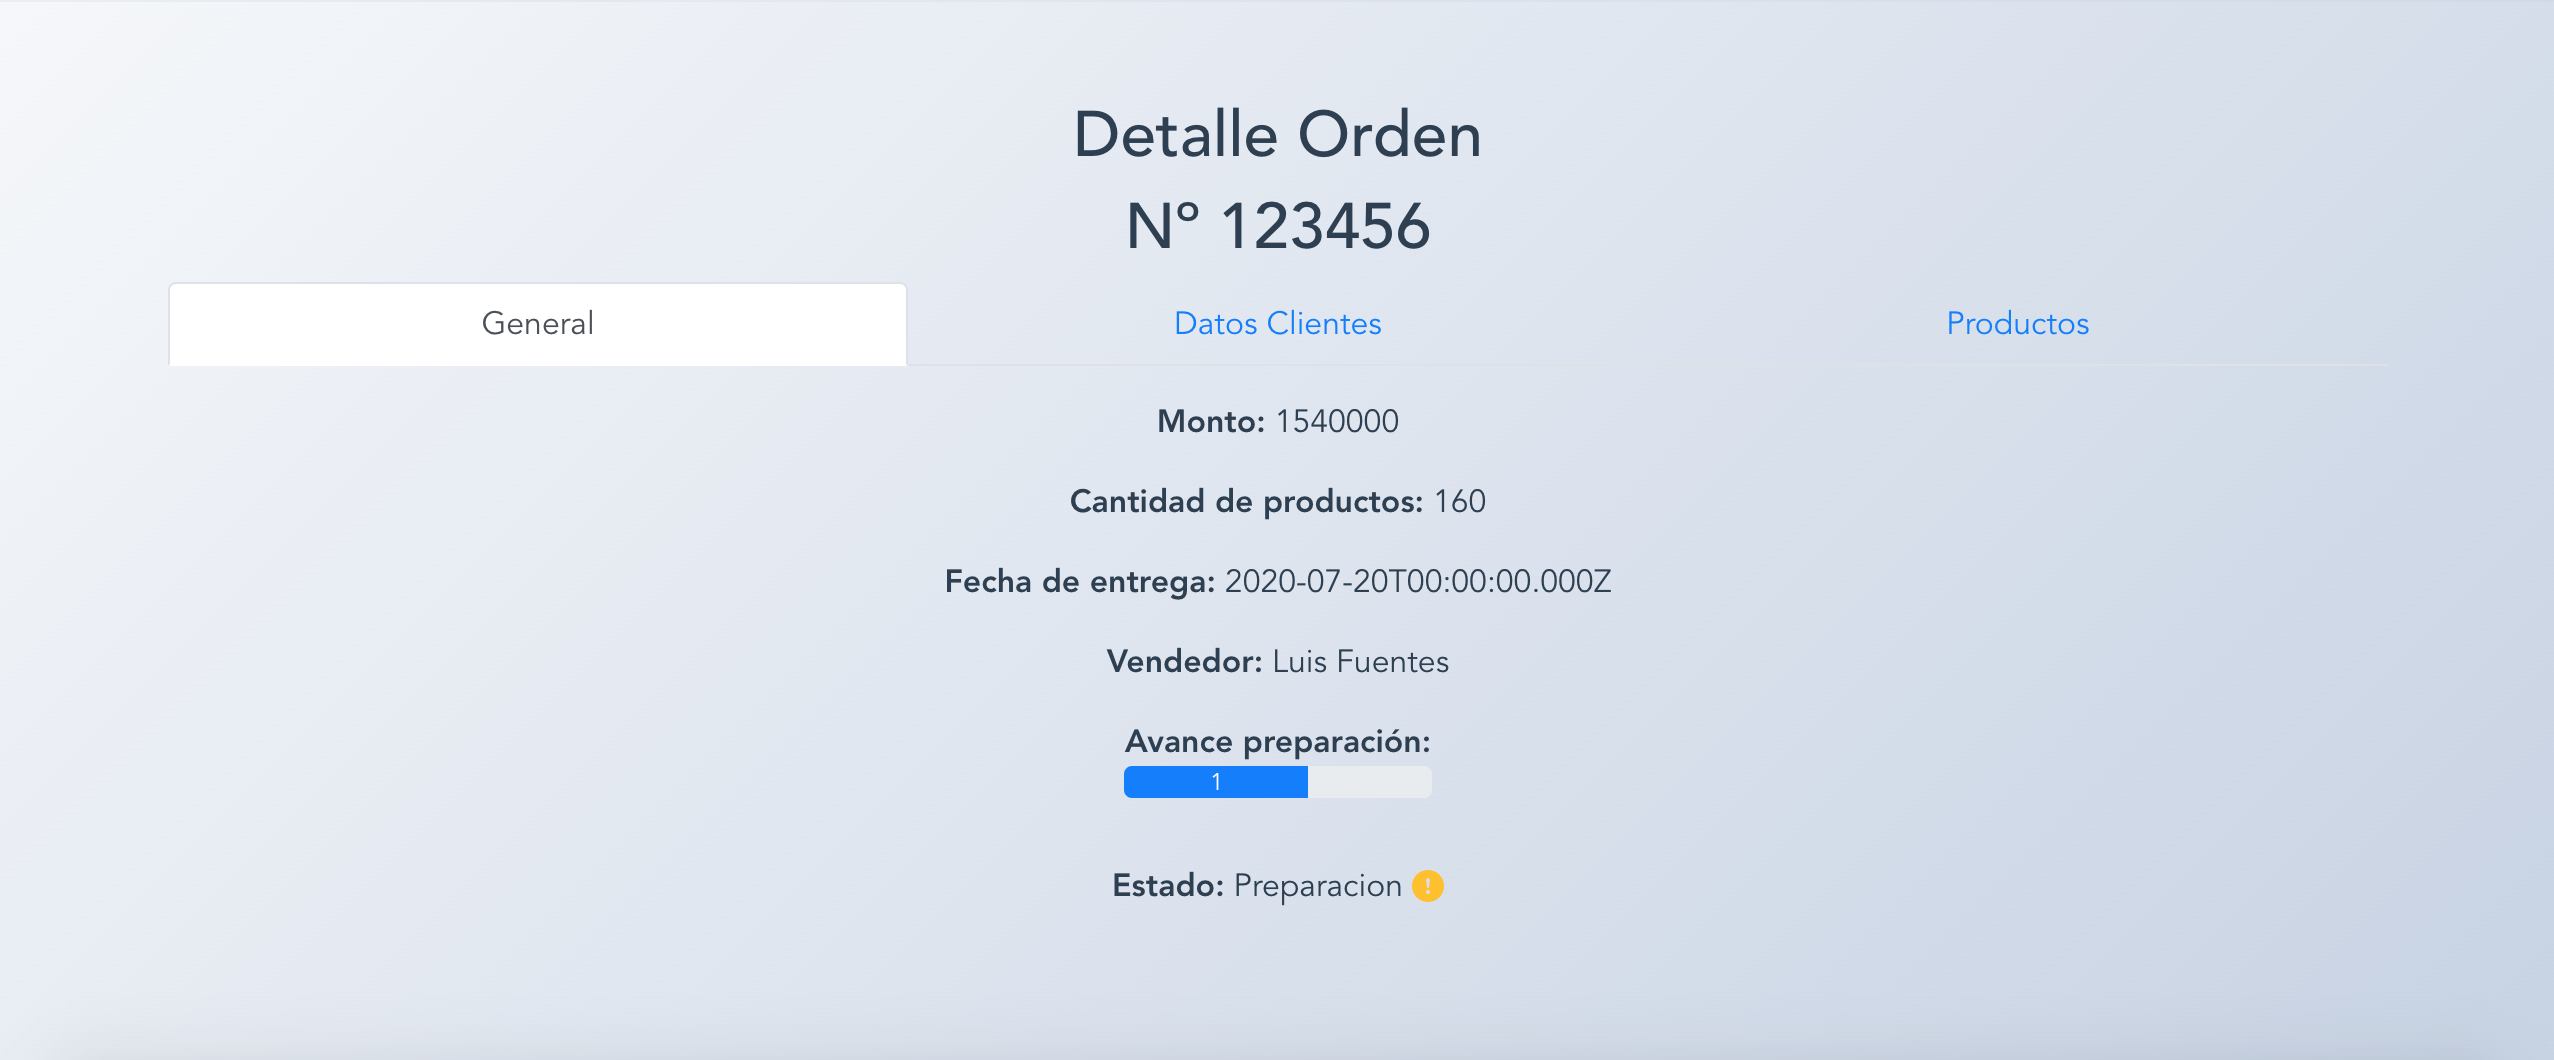 Detalle Orden
Nº 123456
General
Datos Clientes
Productos
Monto: 1540000
Cantidad de productos: 160
Fecha de entrega: 2020-07-20T00:00:00.000Z
Vendedor: Luis Fuentes
Avance preparación:
1
Estado: Preparacion !